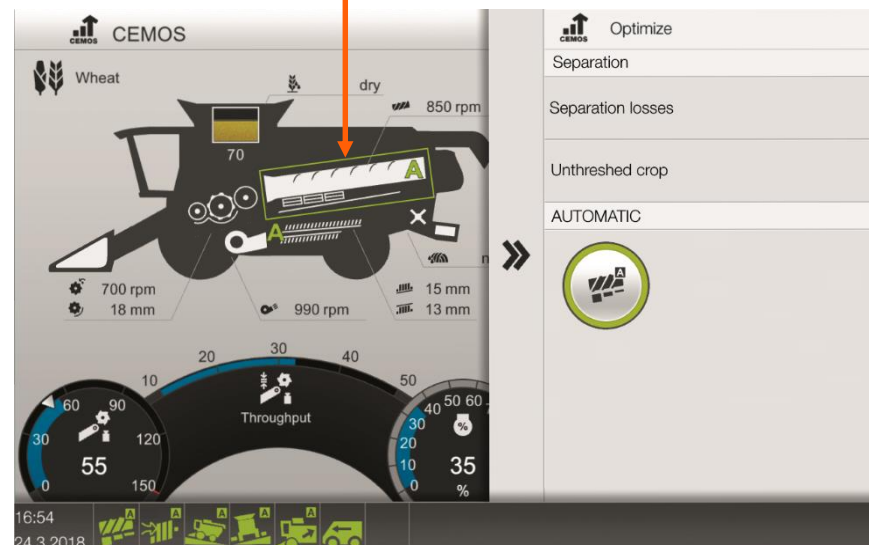 CEMOS
CEMOS
Wheat
dry
850 rpm
70
A
A
n
700 rpm
18 mm
990 rpm
15 mm
13 mm
10
20
30
40
50
Throughput
0
30
60
90
120
150
55
0
10
20
30
40
50
60
%
35
%
16:54
24.3.2018
A
A
A
A
A
CEMOS
Optimize
Separation
Separation losses
Unthreshed crop
AUTOMATIC
A